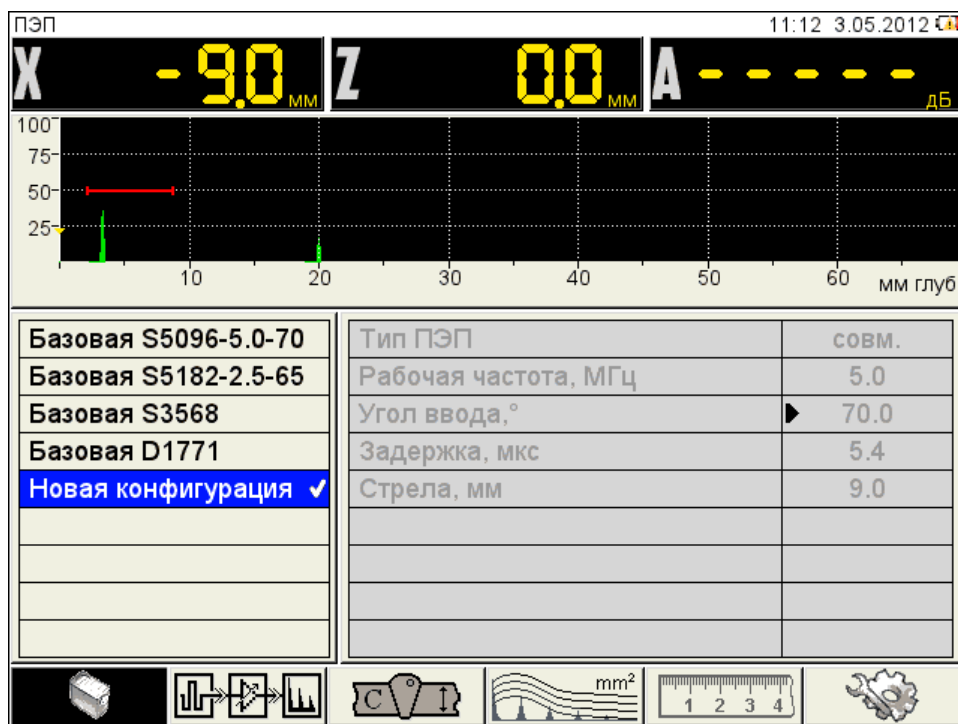 ПЭП 11:12 3.05.2012
X -9.0 мм Z 0.0 мм A - - - - - дБ
100
75
50
25
10 20 30 40 50 60 мм глуб
Базовая S5096-5.0-70
Базовая S5182-2.5-65
Базовая S3568
Базовая D1771
Новая конфигурация ✓
Тип ПЭП совм.
Рабочая частота, МГц 5.0
Угол ввода,° 70.0
Задержка, мкс 5.4
Стрела, мм 9.0
C mm² 1 2 3 4